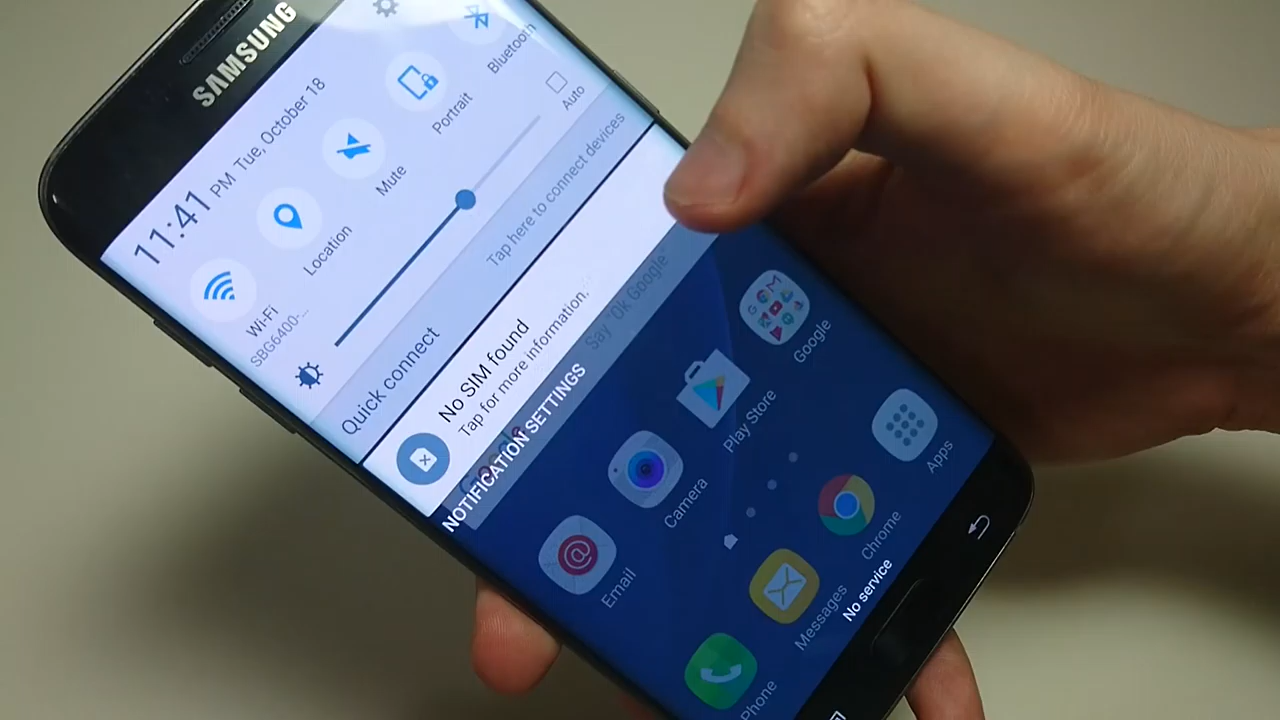 SAMSUNG
11:41 PM Tue, October 18
Wi-Fi
SBG6400-...
Location
Mute
Portrait
Bluetooth
Auto
Quick connect
Tap here to connect devices
No SIM found
Tap for more information.
NOTIFICATION SETTINGS
Say "Ok Google
Email
Camera
Play Store
Google
Phone
Messages
Chrome
Apps
No service